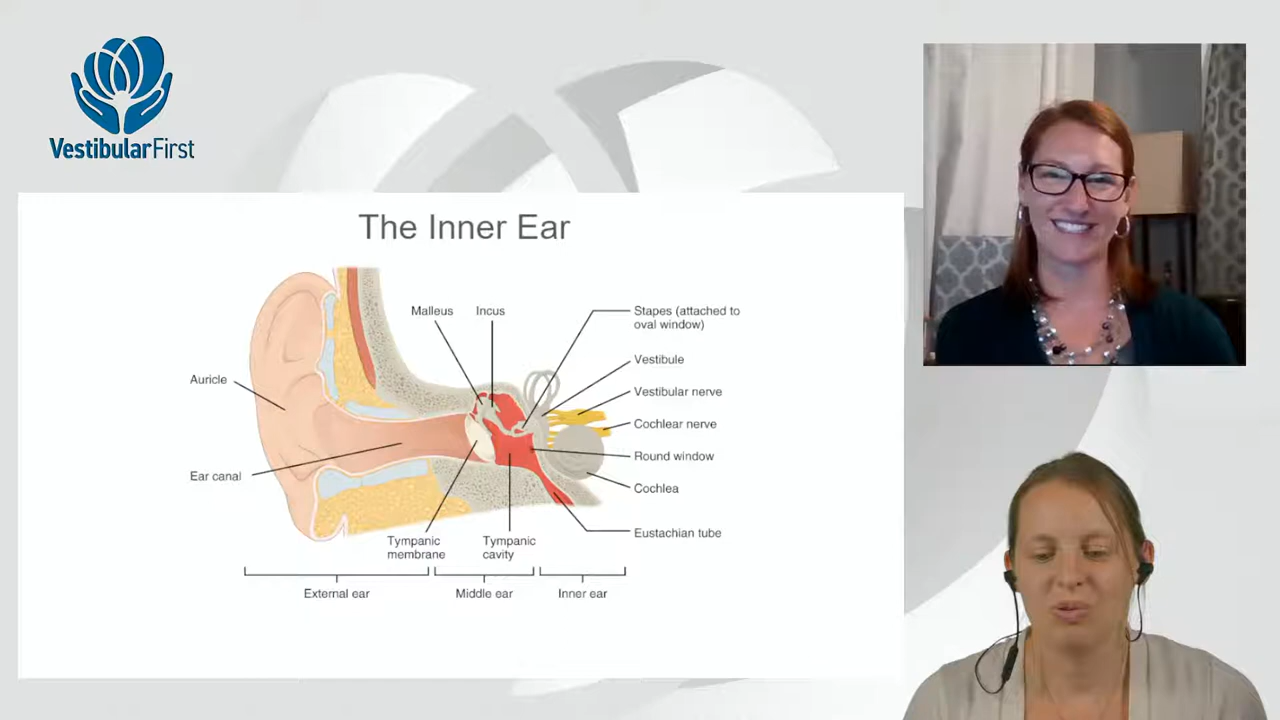 VestibularFirst
The Inner Ear
Malleus
Incus
Stapes (attached to
oval window)
Vestibule
Auricle
Vestibular nerve
Cochlear nerve
Round window
Ear canal
Cochlea
Eustachian tube
Tympanic
membrane
Tympanic
cavity
External ear
Middle ear
Inner ear